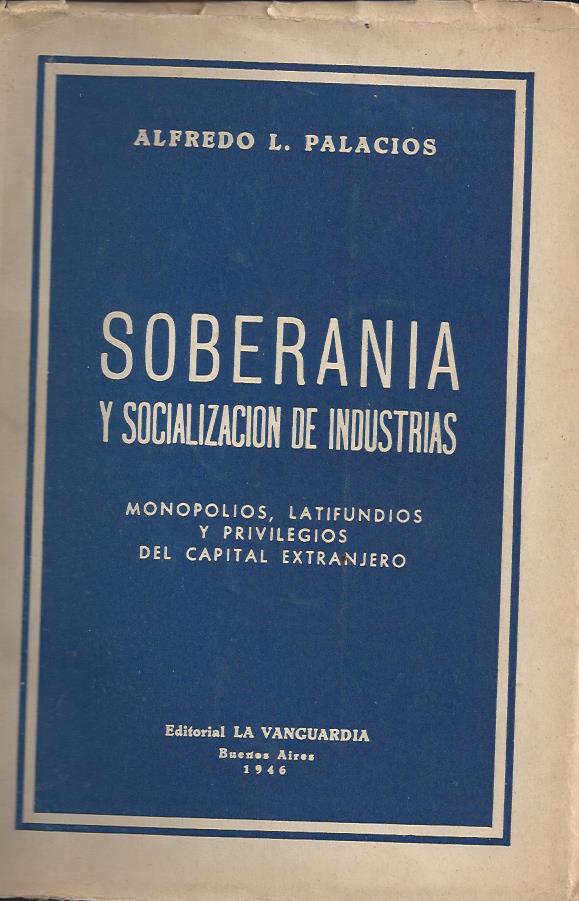 ALFREDO L. PALACIOS
SOBERANIA
Y SOCIALIZACION DE INDUSTRIAS
MONOPOLIOS, LATIFUNDIOS
Y PRIVILEGIOS
DEL CAPITAL EXTRANJERO
Editorial LA VANGUARDIA
Buenos Aires
1946